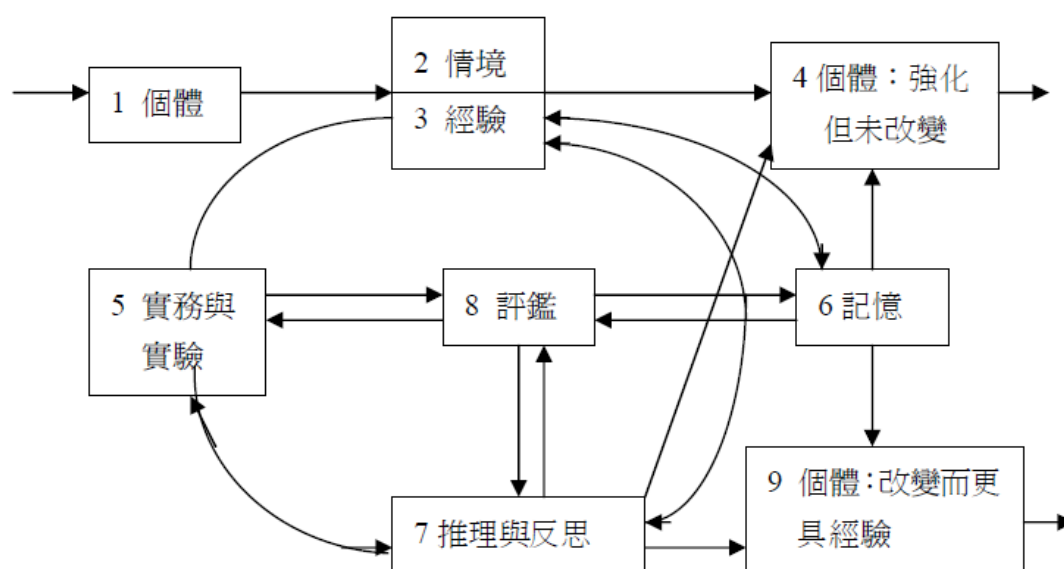 1 個體
2 情境
3 經驗
4個體：強化
但未改變
5 實務與
實驗
8 評鑑
6記憶
7推理與反思
9 個體：改變而更
具經驗